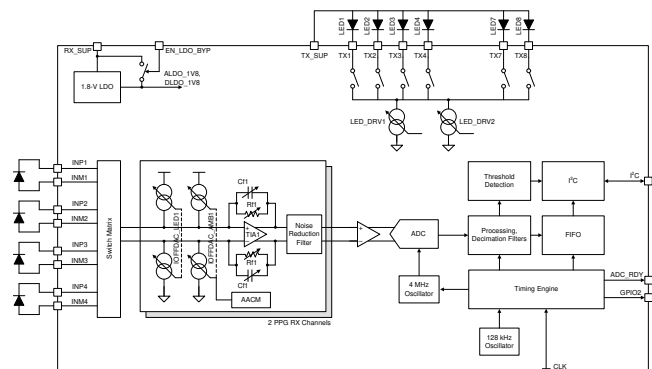 LED1
LED2
LED3
LED4
LED7
LED8
RX_SUP
EN_LDO_BYP
TX_SUP
TX1
TX2
TX3
TX4
TX7
TX8
1.8-V LDO
ALDO_1V8,
DLDO_1V8
LED_DRV1
LED_DRV2
INP1
INM1
INP2
INM2
INP3
INM3
INP4
INM4
Switch Matrix
IOFFDAC_LED1
IOFFDAC_AMB1
Cf1
Rf1
TIA1
Rf1
Cf1
AACM
Noise
Reduction
Filter
2 PPG RX Channels
ADC
4 MHz
Oscillator
Threshold
Detection
I²C
I²C
Processing,
Decimation Filters
FIFO
Timing Engine
ADC_RDY
GPIO2
128 kHz
Oscillator
CLK